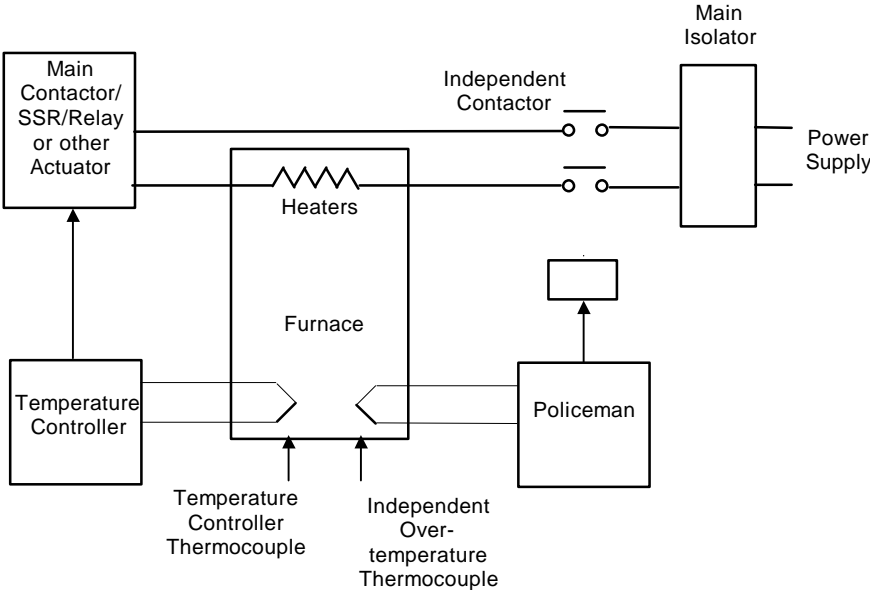 Main
Isolator
Main
Contactor/
SSR/Relay
or other
Actuator
Independent
Contactor
Power
Supply
Heaters
Furnace
Temperature
Controller
Policeman
Temperature
Controller
Thermocouple
Independent
Over-
temperature
Thermocouple